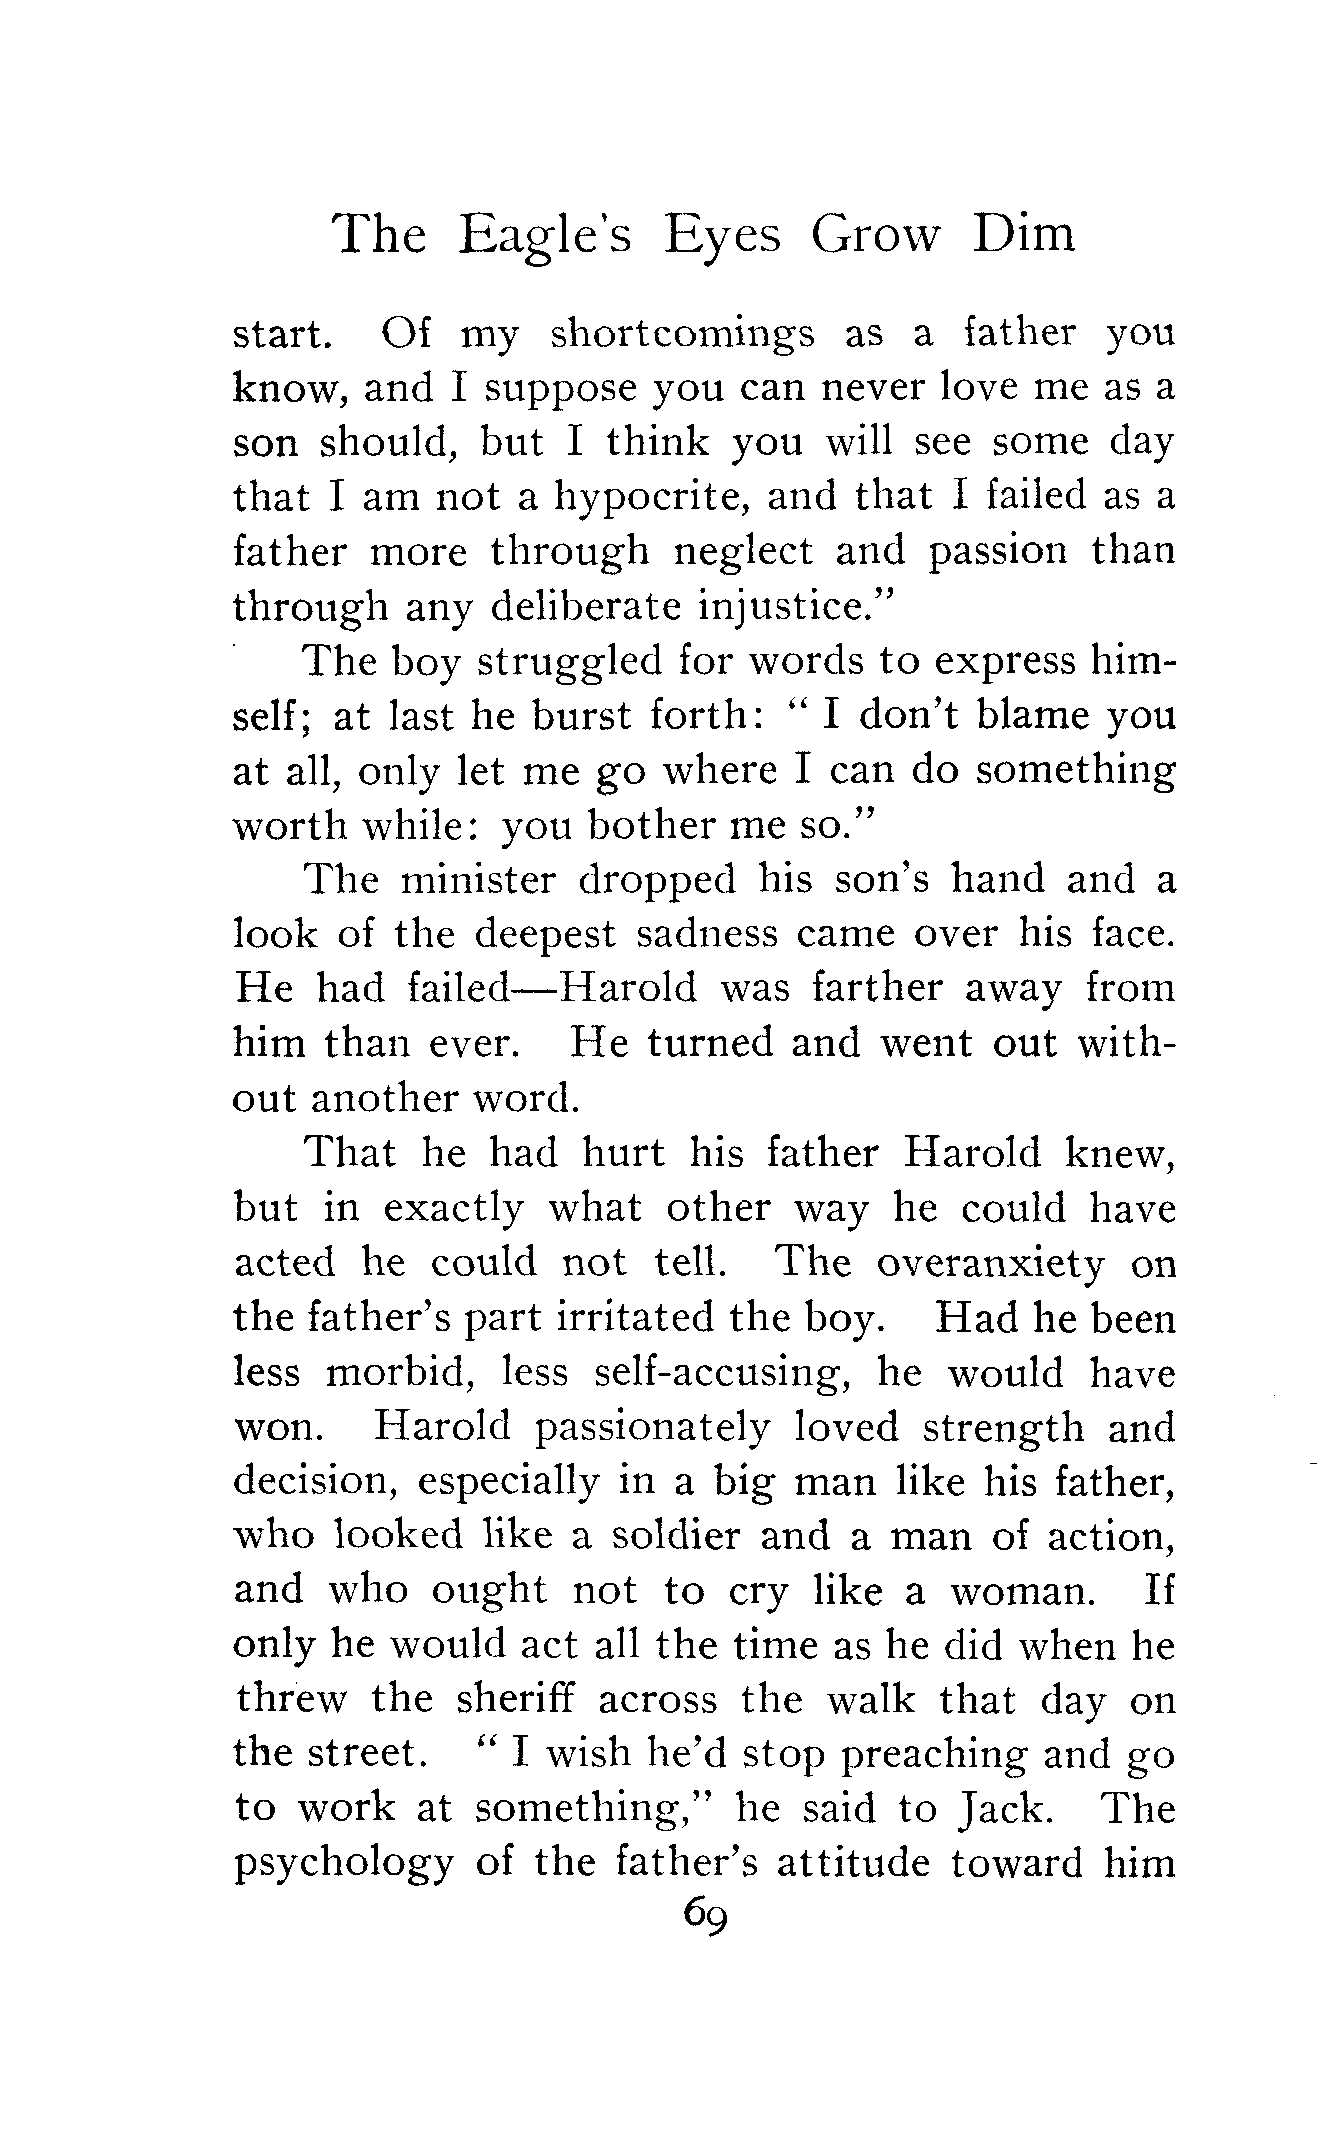 The Eagle's Eyes Grow Dim
start. Of my shortcomings as a father you
know, and I suppose you can never love me as a
son should, but I think you will see some day
that I am not a hypocrite, and that I failed as a
father more through neglect and passion than
through any deliberate injustice."
The boy struggled for words to express him-
self; at last he burst forth: " I don't blame you
at all, only let me go where I can do something
worth while: you bother me so."
The minister dropped his son's hand and a
look of the deepest sadness came over his face.
He had failed—Harold was farther away from
him than ever. He turned and went out with-
out another word.
That he had hurt his father Harold knew,
but in exactly what other way he could have
acted he could not tell. The overanxiety on
the father's part irritated the boy. Had he been
less morbid, less self-accusing, he would have
won. Harold passionately loved strength and
decision, especially in a big man like his father,
who looked like a soldier and a man of action,
and who ought not to cry like a woman. If
only he would act all the time as he did when he
threw the sheriff across the walk that day on
the street. " I wish he'd stop preaching and go
to work at something," he said to Jack. The
psychology of the father's attitude toward him
69